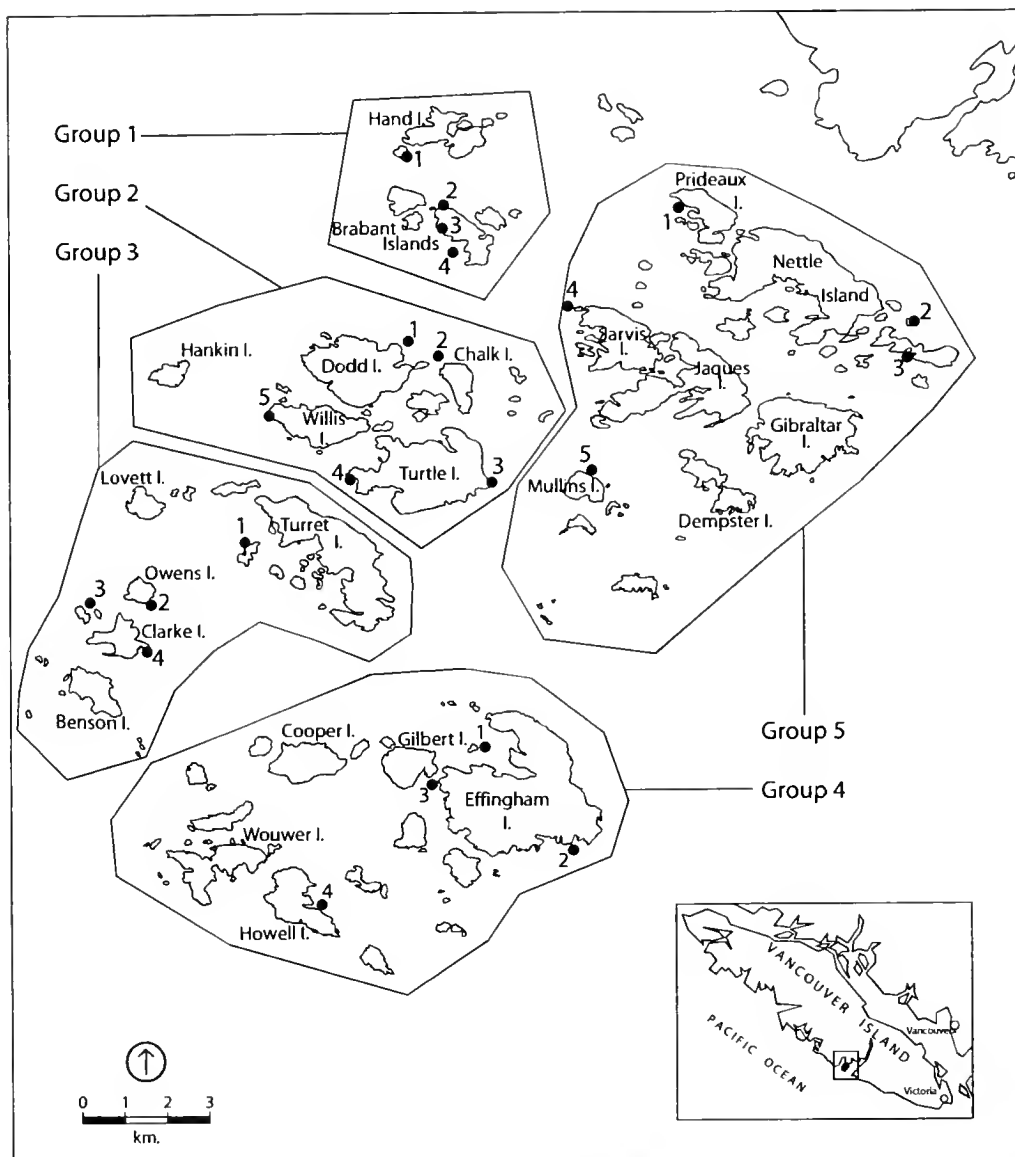 Group 1
Group 2
Group 3
Hand I.
1
2
Brabant
3
Islands
4
Prideaux
I.
1
Nettle
Island
2
3
4
Jarvis
I.
Jaques
I.
Gibraltar
I.
5
Mullins I.
Dempster I.
Hankin I.
1
2
Dodd I.
Chalk I.
5
Willis
I.
4
Turtle I.
3
Lovett I.
1
Turret
I.
Owens I.
3
2
Clarke I.
4
Benson I.
Group 5
Group 4
Cooper I.
Gilbert I.
1
3
Effingham
I.
2
Wouwer I.
4
Howell I.
VANCOUVER ISLAND
PACIFIC OCEAN
Vancouver
Victoria
0 1 2 3
km.